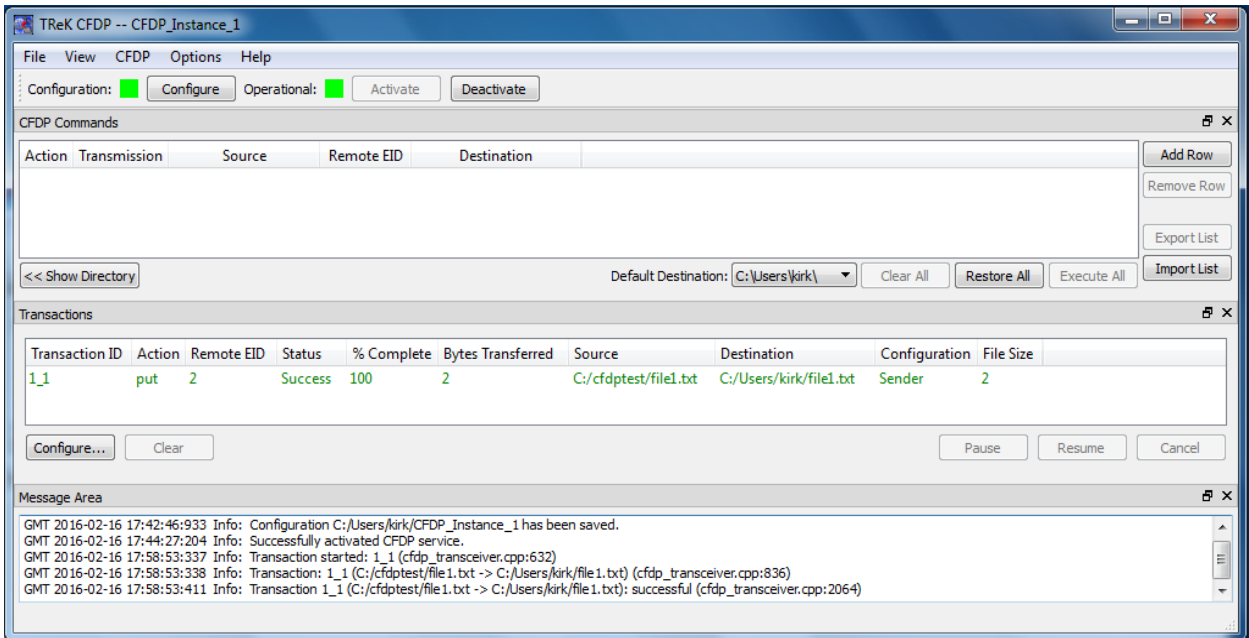 TReK CFDP -- CFDP_Instance_1
File View CFDP Options Help
Configuration: Configure Operational: Activate Deactivate
CFDP Commands
Action Transmission Source Remote EID Destination
Add Row
Remove Row
Export List
Import List
<< Show Directory Default Destination: C:\Users\kirk\ Clear All Restore All Execute All
Transactions
Transaction ID Action Remote EID Status % Complete Bytes Transferred Source Destination Configuration File Size
1_1 put 2 Success 100 2 C:/cfdptest/file1.txt C:/Users/kirk/file1.txt Sender 2
Configure... Clear Pause Resume Cancel
Message Area
GMT 2016-02-16 17:42:46:933 Info: Configuration C:/Users/kirk/CFDP_Instance_1 has been saved.
GMT 2016-02-16 17:44:27:204 Info: Successfully activated CFDP service.
GMT 2016-02-16 17:58:53:337 Info: Transaction started: 1_1 (cfdp_transceiver.cpp:632)
GMT 2016-02-16 17:58:53:338 Info: Transaction: 1_1 (C:/cfdptest/file1.txt -> C:/Users/kirk/file1.txt) (cfdp_transceiver.cpp:836)
GMT 2016-02-16 17:58:53:411 Info: Transaction 1_1 (C:/cfdptest/file1.txt -> C:/Users/kirk/file1.txt): successful (cfdp_transceiver.cpp:2064)